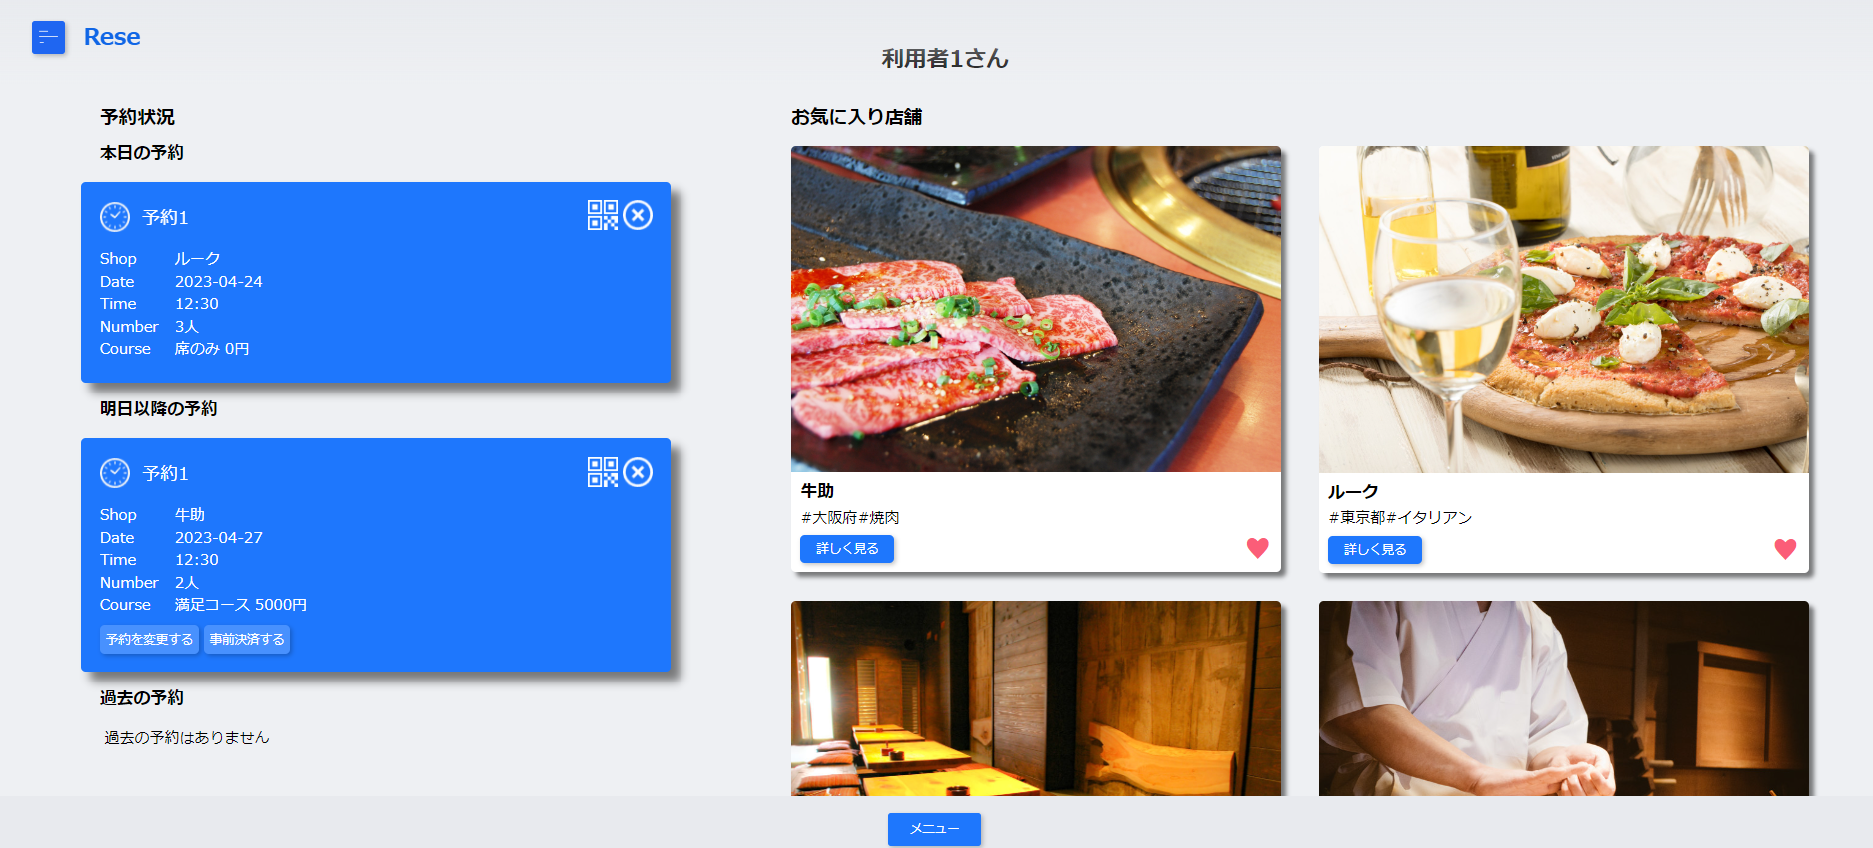 Rese
利用者1さん
予約状況
本日の予約
予約1
Shop ルーク
Date 2023-04-24
Time 12:30
Number 3人
Course 席のみ 0円
明日以降の予約
予約1
Shop 牛助
Date 2023-04-27
Time 12:30
Number 2人
Course 満足コース 5000円
予約を変更する 事前決済する
過去の予約
過去の予約はありません
お気に入り店舗
牛助
#大阪府#焼肉
詳しく見る
ルーク
#東京都#イタリアン
詳しく見る
メニュー